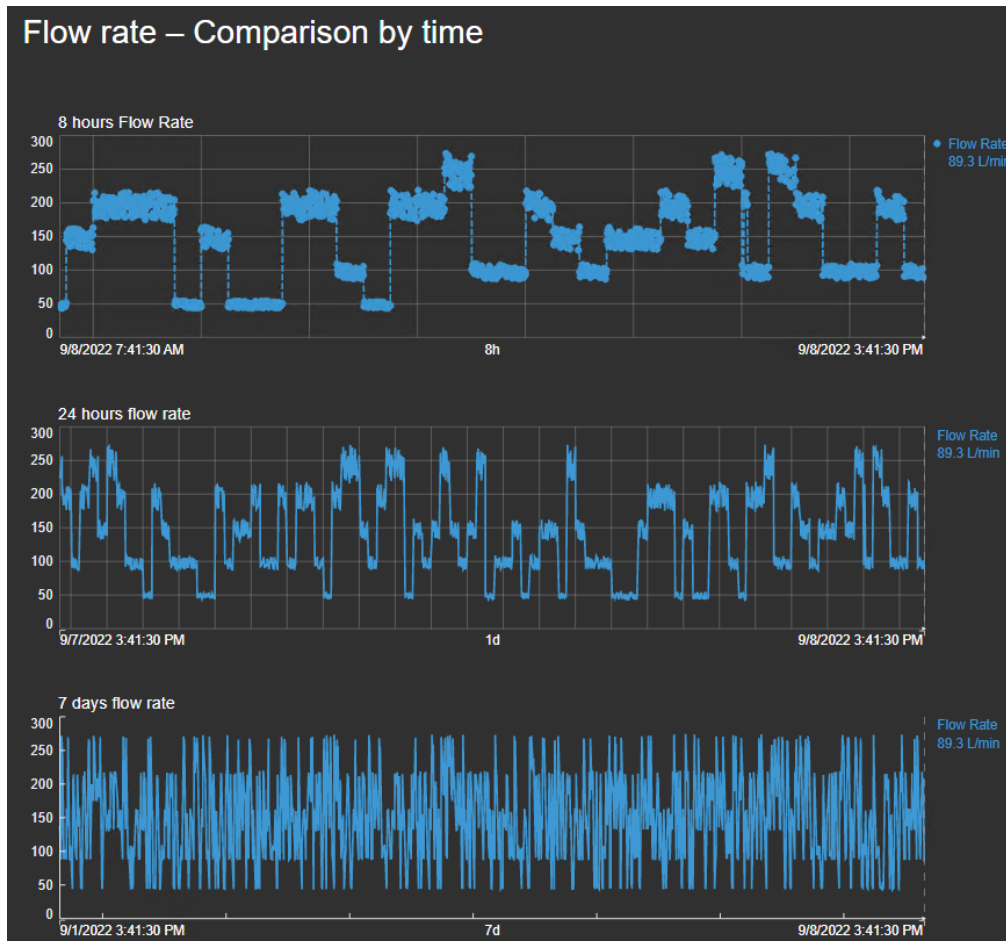 Flow rate – Comparison by time
8 hours Flow Rate
300
250
200
150
100
50
0
Flow Rate
89.3 L/min
9/8/2022 7:41:30 AM 8h 9/8/2022 3:41:30 PM
24 hours flow rate
300
250
200
150
100
50
0
Flow Rate
89.3 L/min
9/7/2022 3:41:30 PM 1d 9/8/2022 3:41:30 PM
7 days flow rate
300
250
200
150
100
50
0
Flow Rate
89.3 L/min
9/1/2022 3:41:30 PM 7d 9/8/2022 3:41:30 PM